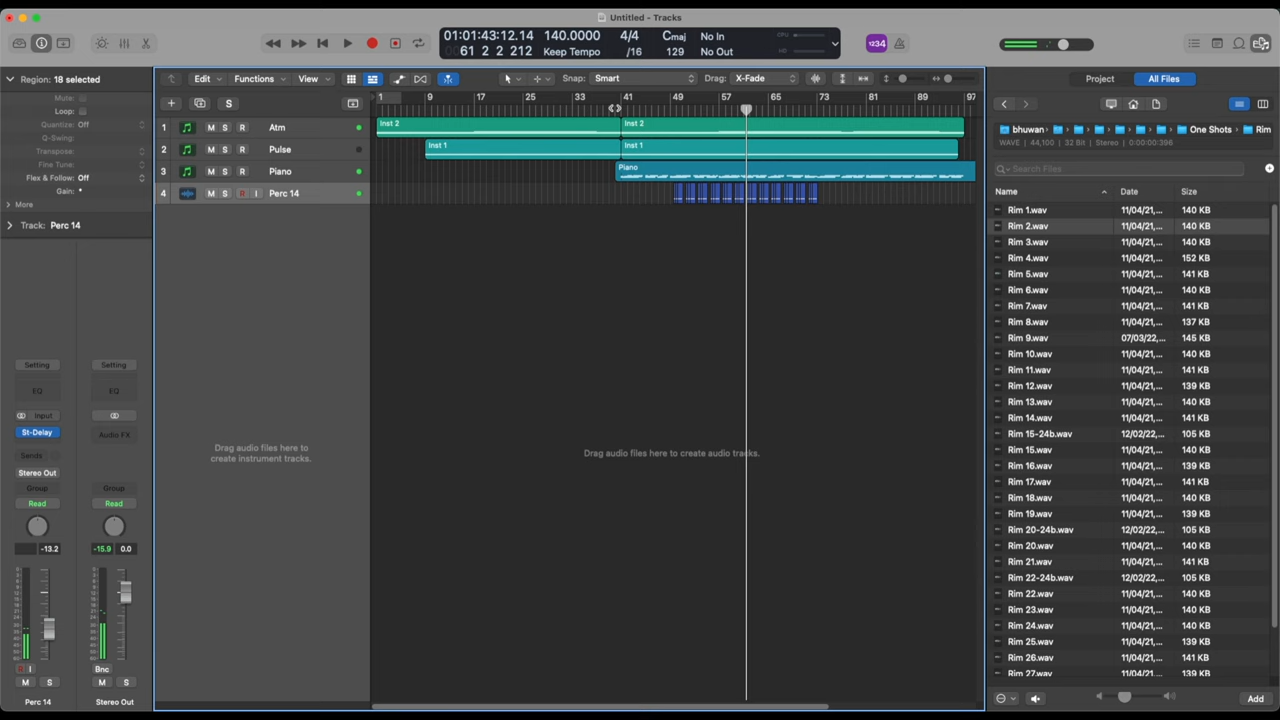 Untitled - Tracks
01:01:43:12.14 140.0000 4/4 Cmaj No In
61 2 2 212 Keep Tempo /16 129 No Out
1234
Region: 18 selected
Mute:
Loop:
Quantize: Off
Q-Swing:
Transpose:
Fine Tune:
Flex & Follow: Off
Gain:
More
Track: Perc 14
Edit Functions View Snap: Smart Drag: X-Fade
1 9 17 25 33 41 49 57 65 73 81 89 97
1 M S R Atm
2 M S R Pulse
3 M S R Piano
4 M S R I Perc 14
Inst 2 Inst 2
Inst 1 Inst 1
Piano
Drag audio files here to
create instrument tracks.
Drag audio files here to create audio tracks.
Setting Setting
EQ EQ
Input
St-Delay Audio FX
Sends
Stereo Out
Group Group
Read Read
-13.2 -15.9 0.0
R I Bnc
M S M S
Perc 14 Stereo Out
Project All Files
bhuwan One Shots Rim
WAVE, 44,100, 32 Bit, Stereo, 0:00:00:396
Search Files
Name Date Size
Rim 1.wav 11/04/21,... 140 KB
Rim 2.wav 11/04/21,... 140 KB
Rim 3.wav 11/04/21,... 140 KB
Rim 4.wav 11/04/21,... 152 KB
Rim 5.wav 11/04/21,... 141 KB
Rim 6.wav 11/04/21,... 140 KB
Rim 7.wav 11/04/21,... 141 KB
Rim 8.wav 11/04/21,... 137 KB
Rim 9.wav 07/03/22,... 145 KB
Rim 10.wav 11/04/21,... 140 KB
Rim 11.wav 11/04/21,... 140 KB
Rim 12.wav 11/04/21,... 139 KB
Rim 13.wav 11/04/21,... 140 KB
Rim 14.wav 11/04/21,... 141 KB
Rim 15-24b.wav 12/02/22,... 105 KB
Rim 15.wav 11/04/21,... 139 KB
Rim 16.wav 11/04/21,... 139 KB
Rim 17.wav 11/04/21,... 141 KB
Rim 18.wav 11/04/21,... 140 KB
Rim 19.wav 11/04/21,... 139 KB
Rim 20-24b.wav 12/02/22,... 105 KB
Rim 20.wav 11/04/21,... 140 KB
Rim 21.wav 11/04/21,... 141 KB
Rim 22-24b.wav 12/02/22,... 105 KB
Rim 22.wav 11/04/21,... 140 KB
Rim 23.wav 11/04/21,... 140 KB
Rim 24.wav 11/04/21,... 140 KB
Rim 25.wav 11/04/21,... 139 KB
Rim 26.wav 11/04/21,... 141 KB
Rim 27.wav 11/04/21,... 140 KB
Add